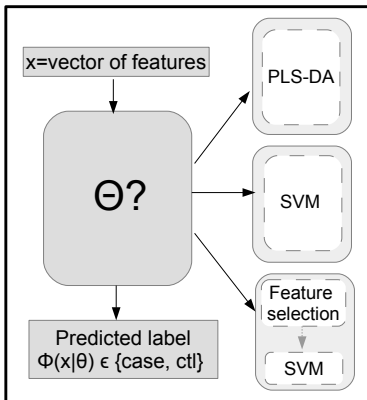 x=vector of features
Θ?
Predicted label
Φ(x|θ) ϵ {case, ctl}
PLS-DA
SVM
Feature
selection
SVM